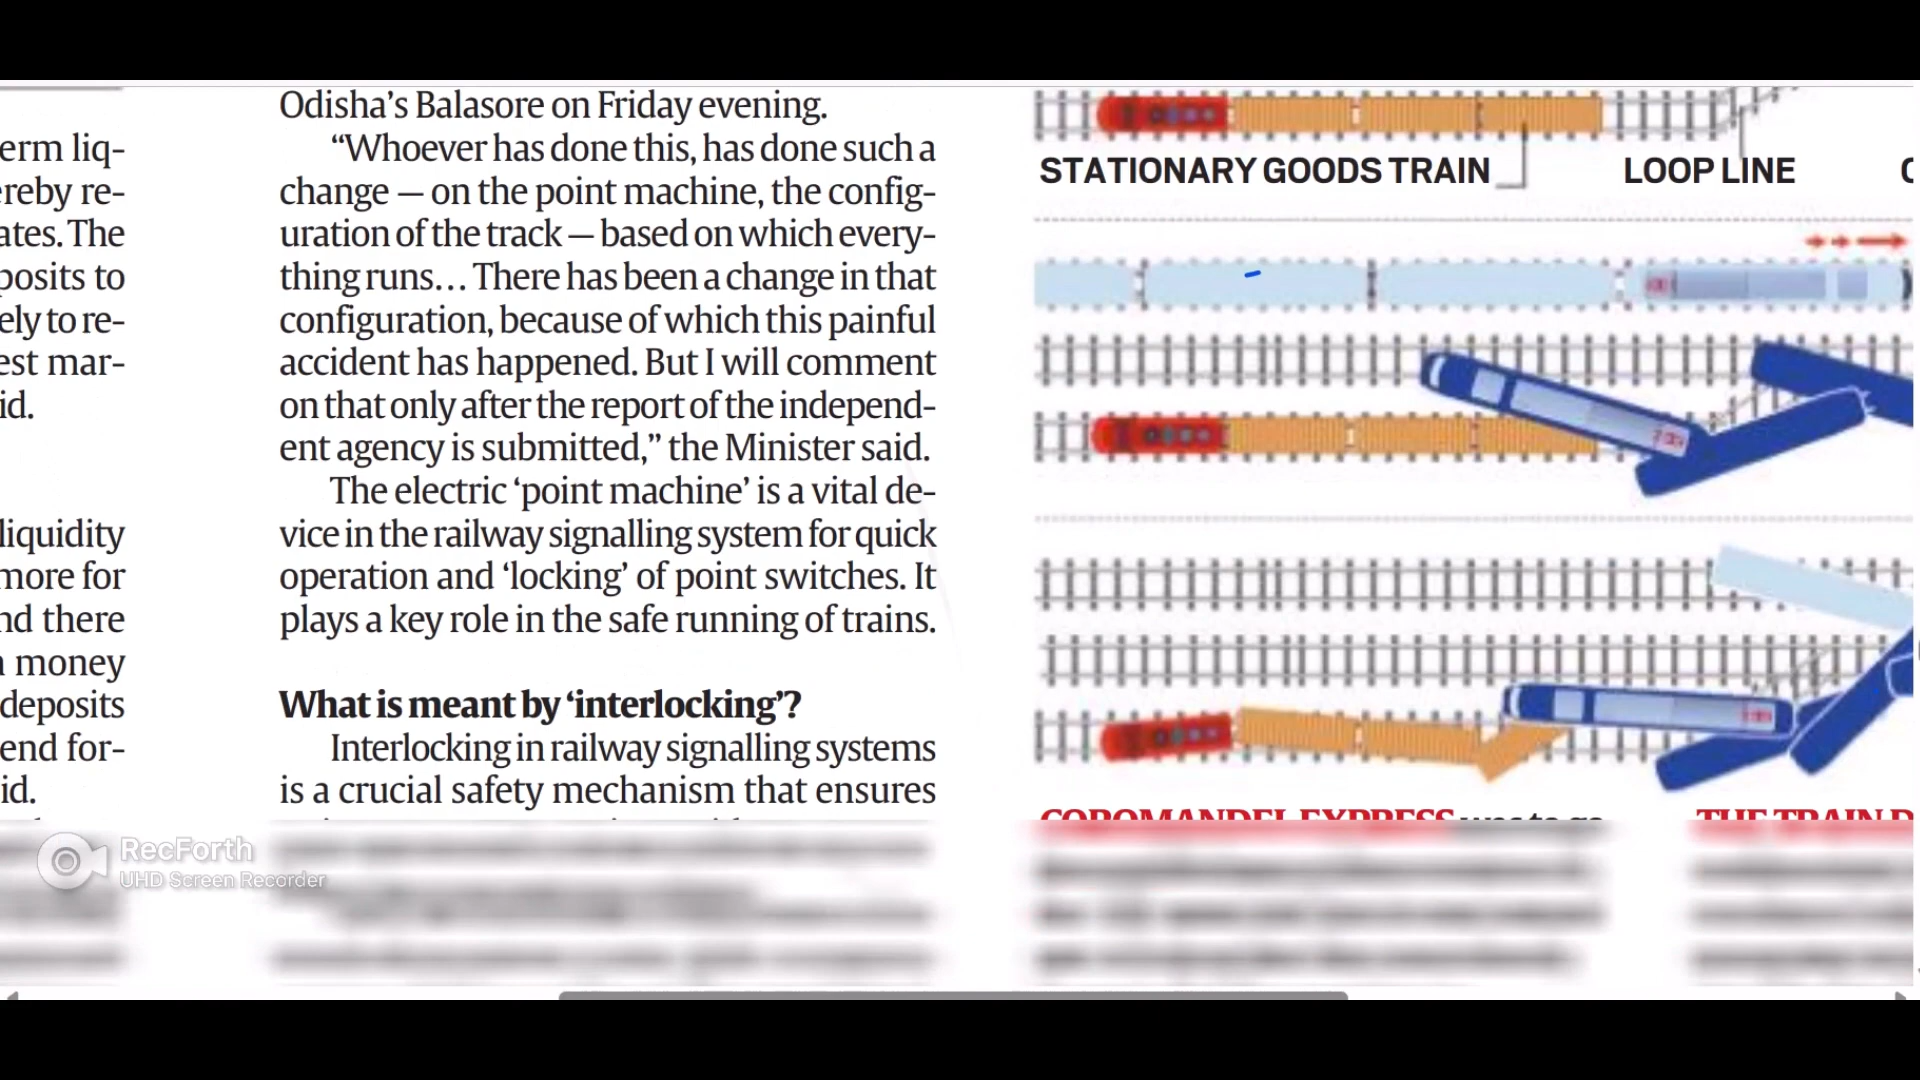 erm liq-
ereby re-
ates. The
posits to
ely to re-
est mar-
id.
liquidity
more for
nd there
n money
deposits
end for-
id.
Odisha's Balasore on Friday evening.
“Whoever has done this, has done such a
change — on the point machine, the config-
uration of the track — based on which every-
thing runs... There has been a change in that
configuration, because of which this painful
accident has happened. But I will comment
on that only after the report of the independ-
ent agency is submitted,” the Minister said.
The electric ‘point machine’ is a vital de-
vice in the railway signalling system for quick
operation and ‘locking’ of point switches. It
plays a key role in the safe running of trains.
What is meant by ‘interlocking’?
Interlocking in railway signalling systems
is a crucial safety mechanism that ensures
STATIONARY GOODS TRAIN
LOOP LINE
COROMANDEL EXPRESS was to go
THE TRAIN D
RecForth
UHD Screen Recorder